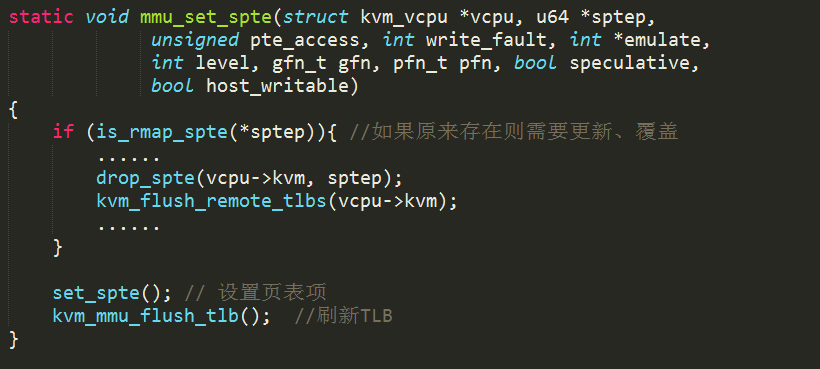 static void mmu_set_spte(struct kvm_vcpu *vcpu, u64 *sptep,
unsigned pte_access, int write_fault, int *emulate,
int level, gfn_t gfn, pfn_t pfn, bool speculative,
bool host_writable)
{
if (is_rmap_spte(*sptep)){ //如果原来存在则需要更新、覆盖
......
drop_spte(vcpu->kvm, sptep);
kvm_flush_remote_tlbs(vcpu->kvm);
......
}
set_spte(); // 设置页表项
kvm_mmu_flush_tlb();  //刷新TLB
}